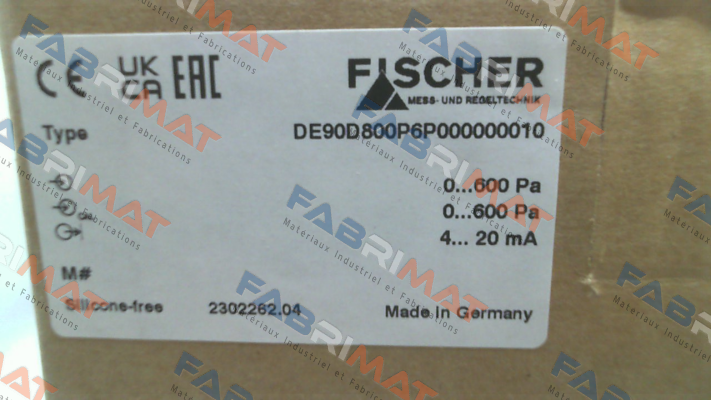 CE UK CA EAC
FISCHER
MESS- UND REGELTECHNIK
Type DE90D800P6P000000010
0...600 Pa
0...600 Pa
4... 20 mA
M#
Silicone-free 2302262.04 Made in Germany
FABRIMAT
Materiaux Industriel et Fabrications